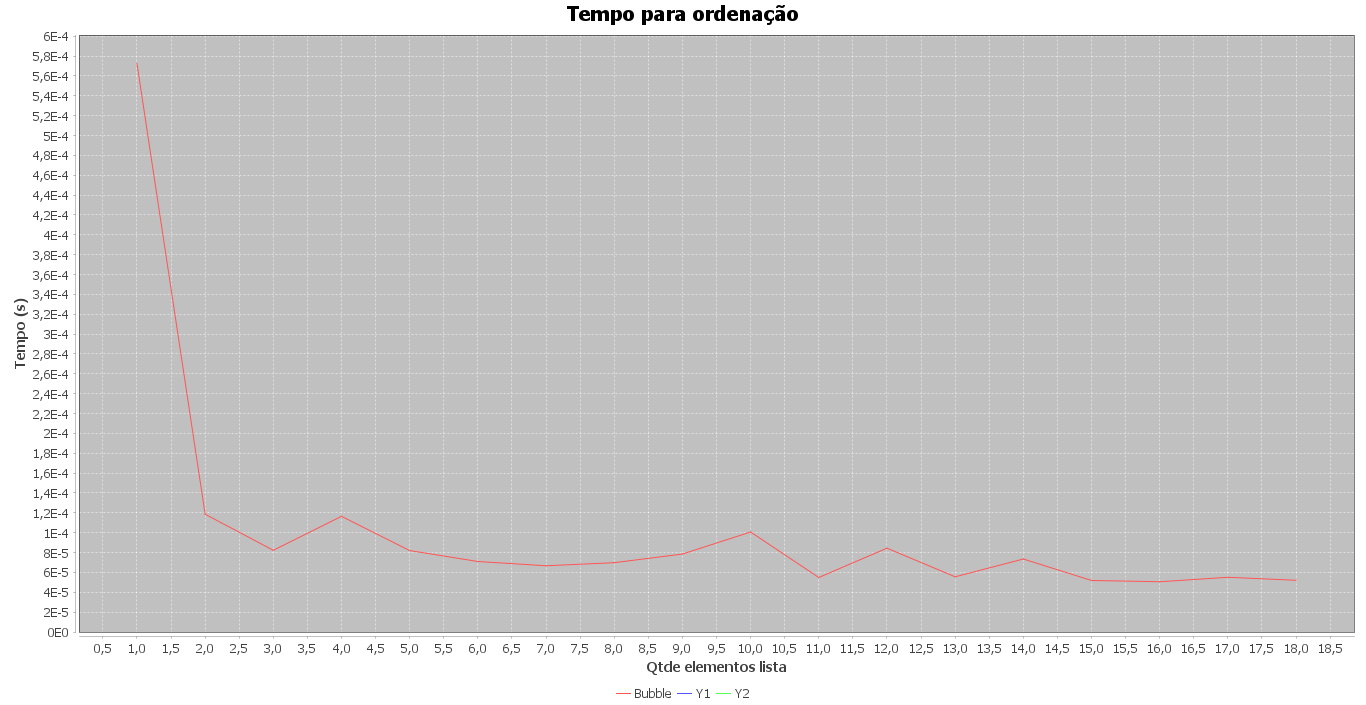 Tempo para ordenação
6E-4
5,8E-4
5,6E-4
5,4E-4
5,2E-4
5E-4
4,8E-4
4,6E-4
4,4E-4
4,2E-4
4E-4
3,8E-4
3,6E-4
3,4E-4
3,2E-4
3E-4
2,8E-4
2,6E-4
2,4E-4
2,2E-4
2E-4
1,8E-4
1,6E-4
1,4E-4
1,2E-4
1E-4
8E-5
6E-5
4E-5
2E-5
0E0
Tempo (s)
0,5 1,0 1,5 2,0 2,5 3,0 3,5 4,0 4,5 5,0 5,5 6,0 6,5 7,0 7,5 8,0 8,5 9,0 9,5 10,0 10,5 11,0 11,5 12,0 12,5 13,0 13,5 14,0 14,5 15,0 15,5 16,0 16,5 17,0 17,5 18,0 18,5
Qtde elementos lista
Bubble Y1 Y2